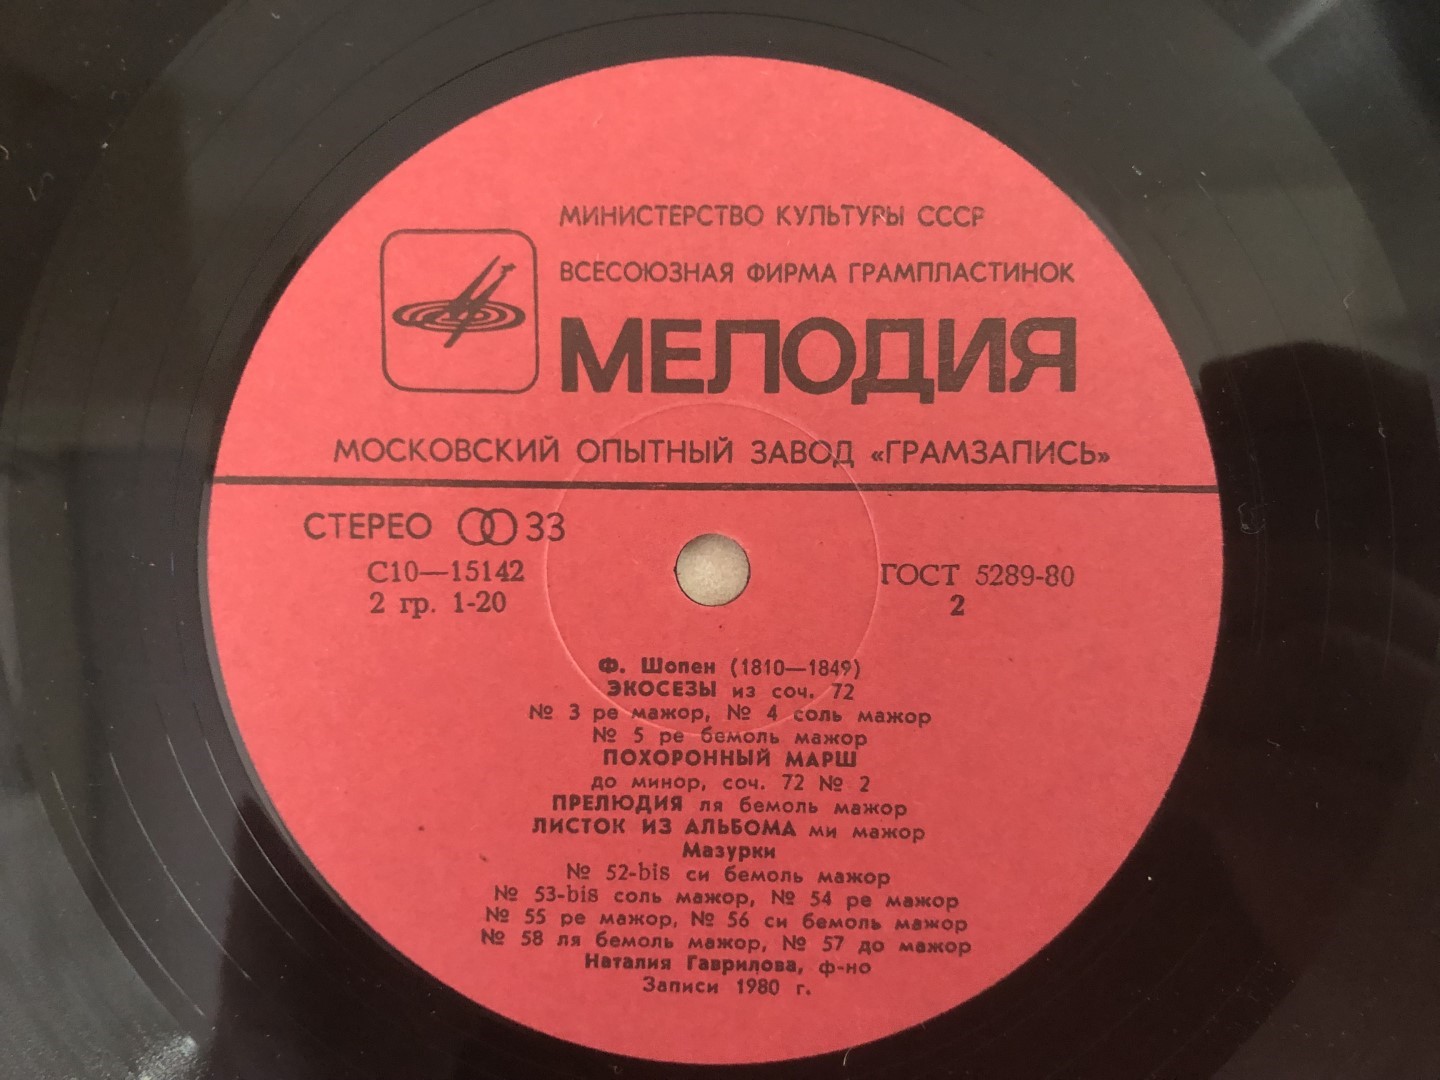 МИНИСТЕРСТВО КУЛЬТУРЫ СССР
ВСЕСОЮЗНАЯ ФИРМА ГРАМПЛАСТИНОК
МЕЛОДИЯ
МОСКОВСКИЙ ОПЫТНЫЙ ЗАВОД «ГРАМЗАПИСЬ»
СТЕРЕО 33
С10—15142
2 гр. 1-20
ГОСТ 5289-80
2
Ф. Шопен (1810—1849)
ЭКОСЕЗЫ из соч. 72
№ 3 ре мажор, № 4 соль мажор
№ 5 ре бемоль мажор
ПОХОРОННЫЙ МАРШ
до минор, соч. 72 № 2
ПРЕЛЮДИЯ ля бемоль мажор
ЛИСТОК ИЗ АЛЬБОМА ми мажор
Мазурки
№ 52-bis си бемоль мажор
№ 53-bis соль мажор, № 54 ре мажор
№ 55 ре мажор, № 56 си бемоль мажор
№ 58 ля бемоль мажор, № 57 до мажор
Наталия Гаврилова, ф-но
Записи 1980 г.